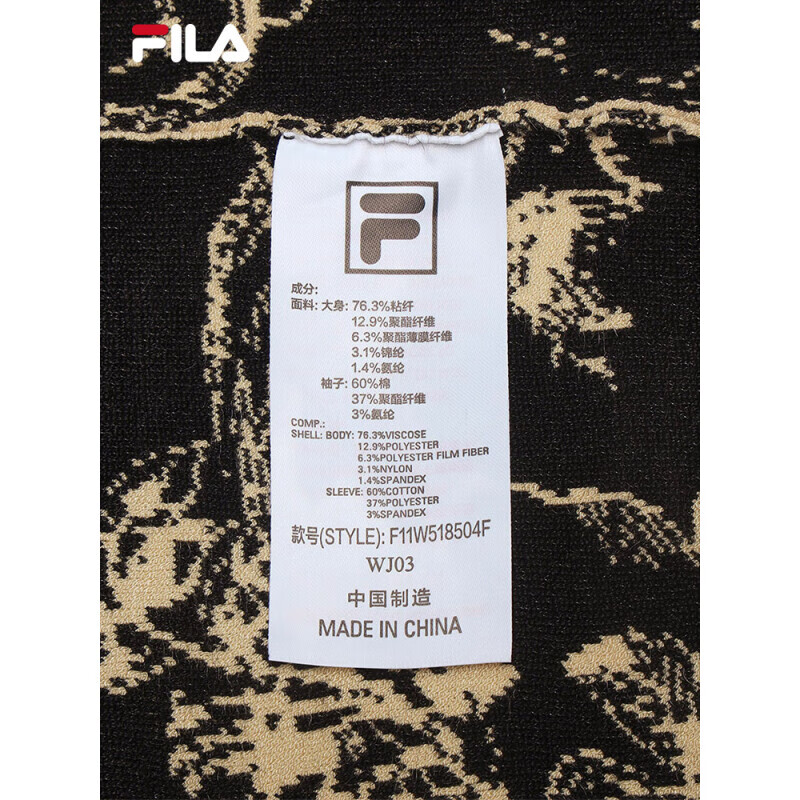 FILA
F
成分:
面料: 大身: 76.3%粘纤
12.9%聚酯纤维
6.3%聚酯薄膜纤维
3.1%锦纶
1.4%氨纶
袖子: 60%棉
37%聚酯纤维
3%氨纶
COMP.:
SHELL: BODY: 76.3%VISCOSE
12.9%POLYESTER
6.3%POLYESTER FILM FIBER
3.1%NYLON
1.4%SPANDEX
SLEEVE: 60%COTTON
37%POLYESTER
3%SPANDEX
款号(STYLE): F11W518504F
WJ03
中国制造
MADE IN CHINA